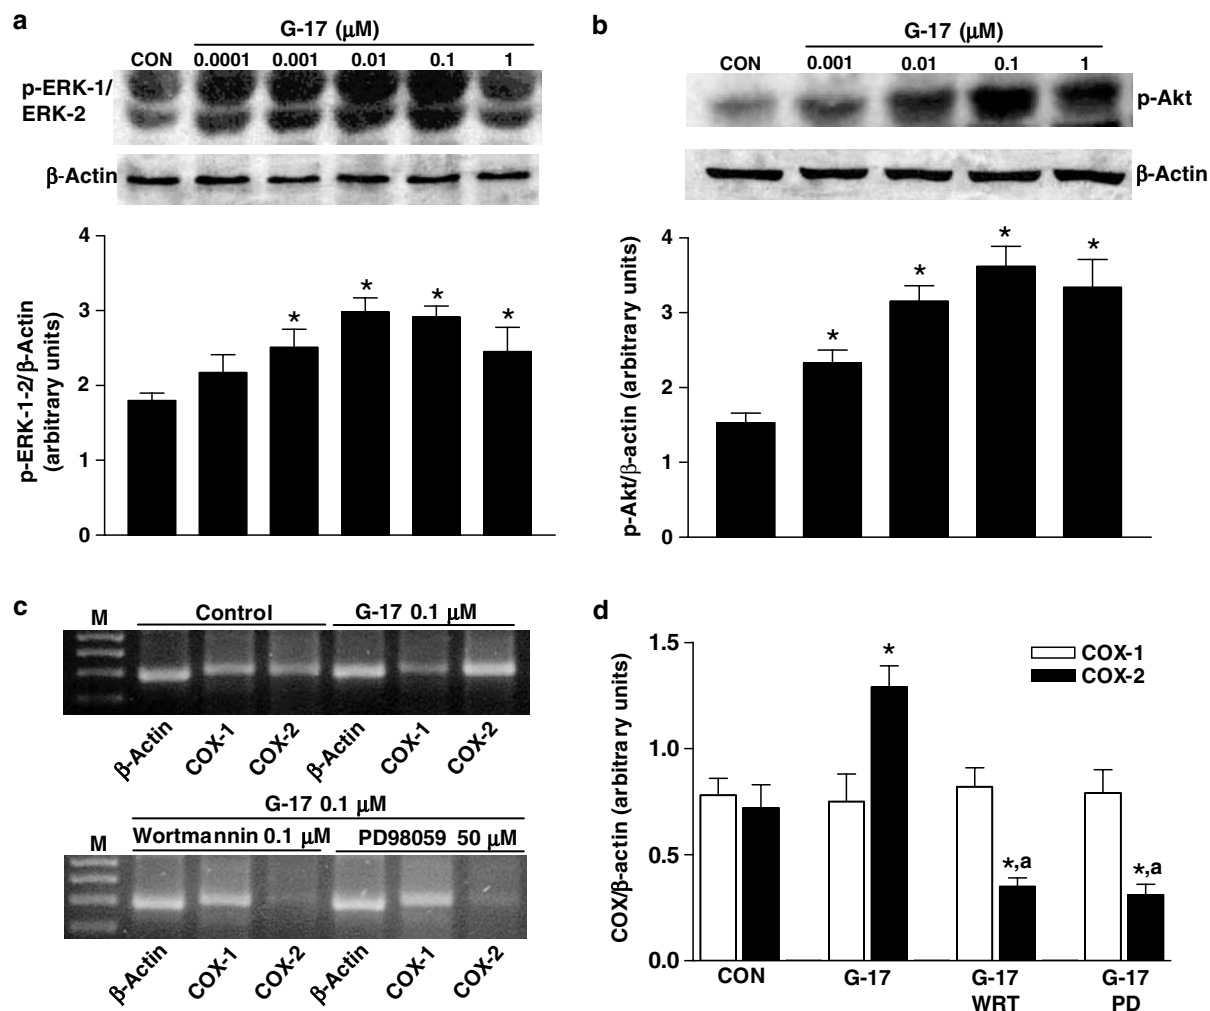 a
G-17 (μM)
CON 0.0001 0.001 0.01 0.1 1
p-ERK-1/
ERK-2
β-Actin
4
3
2
1
0
p-ERK-1-2/β-Actin
(arbitrary units)
*
*
*
*
b
G-17 (μM)
CON 0.001 0.01 0.1 1
p-Akt
β-Actin
4
3
2
1
0
p-Akt/β-actin (arbitrary units)
*
*
*
*
c
M
Control
G-17 0.1 μM
β-Actin
COX-1
COX-2
β-Actin
COX-1
COX-2
G-17 0.1 μM
M
Wortmannin 0.1 μM
PD98059 50 μM
β-Actin
COX-1
COX-2
β-Actin
COX-1
COX-2
d
1.5
1.0
0.5
0.0
COX/β-actin (arbitrary units)
COX-1
COX-2
*
*,a
*,a
CON G-17 G-17 G-17
WRT PD